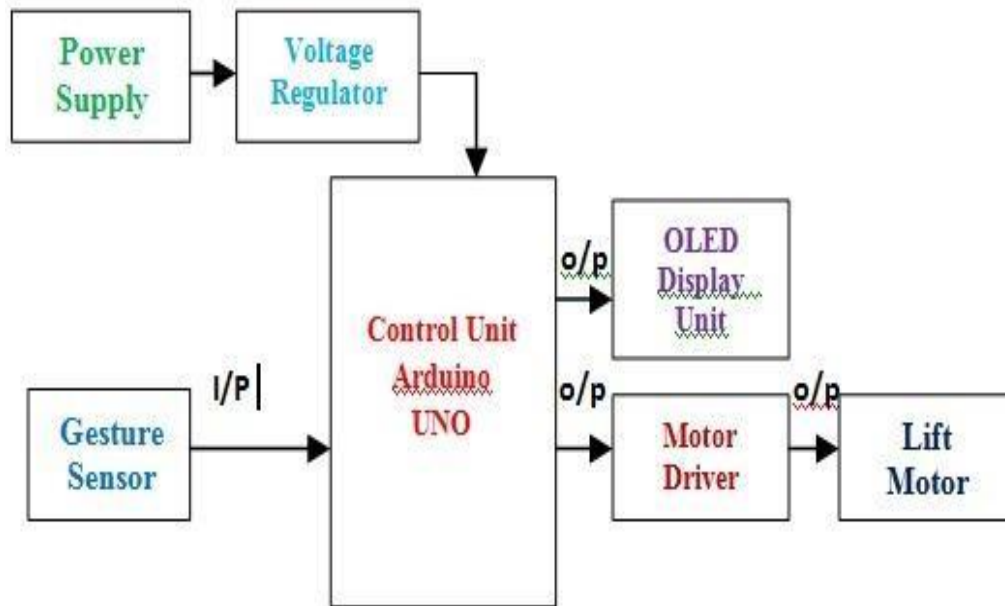 Power
Supply
Voltage
Regulator
o/p
OLED
Display
Unit
Control Unit
Arduino
UNO
I/P
o/p
o/p
Gesture
Sensor
Motor
Driver
Lift
Motor